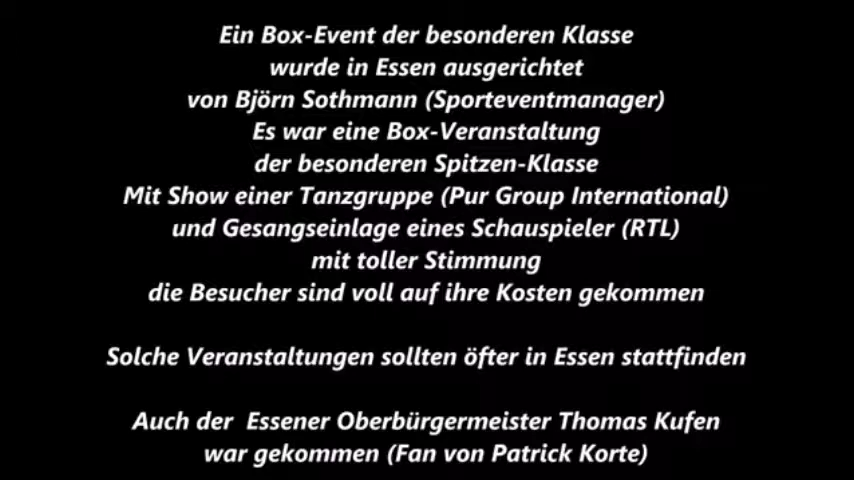 Ein Box-Event der besonderen Klasse
wurde in Essen ausgerichtet
von Björn Sothmann (Sporteventmanager)
Es war eine Box-Veranstaltung
der besonderen Spitzen-Klasse
Mit Show einer Tanzgruppe (Pur Group International)
und Gesangseinlage eines Schauspieler (RTL)
mit toller Stimmung
die Besucher sind voll auf ihre Kosten gekommen
Solche Veranstaltungen sollten öfter in Essen stattfinden
Auch der  Essener Oberbürgermeister Thomas Kufen
war gekommen (Fan von Patrick Korte)